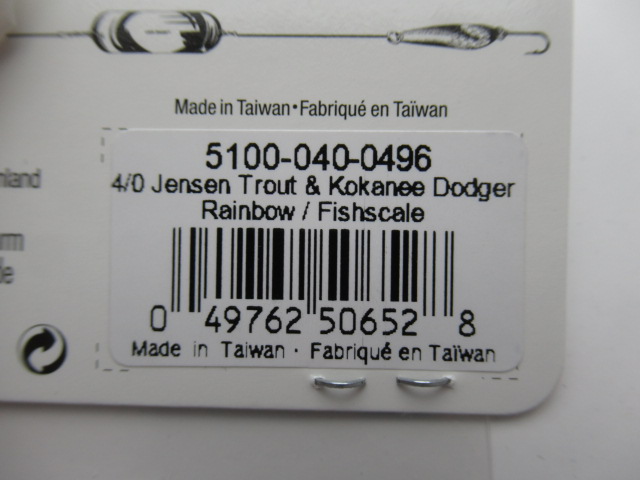 Made in Taiwan•Fabriqué en Taïwan
5100-040-0496
4/0 Jensen Trout & Kokanee Dodger
Rainbow / Fishscale
0 49762 50652 8
Made in Taiwan · Fabriqué en Taïwan